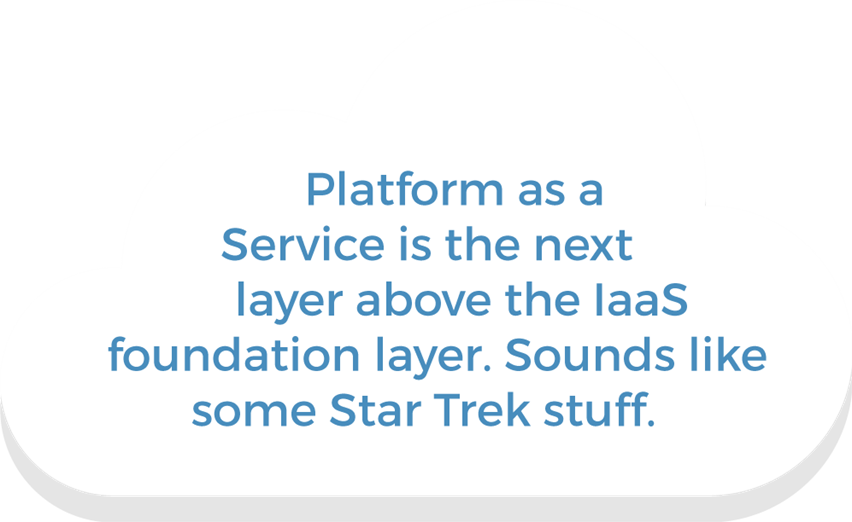 Platform as a
Service is the next
layer above the IaaS
foundation layer. Sounds like
some Star Trek stuff.